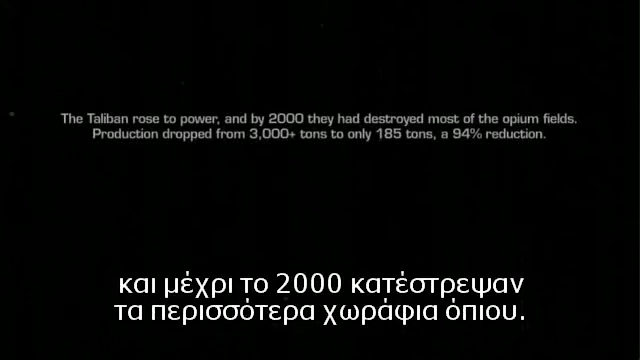 The Taliban rose to power, and by 2000 they had destroyed most of the opium fields.
Production dropped from 3,000+ tons to only 185 tons, a 94% reduction.
και μέχρι το 2000 κατέστρεψαν
τα περισσότερα χωράφια όπιου.